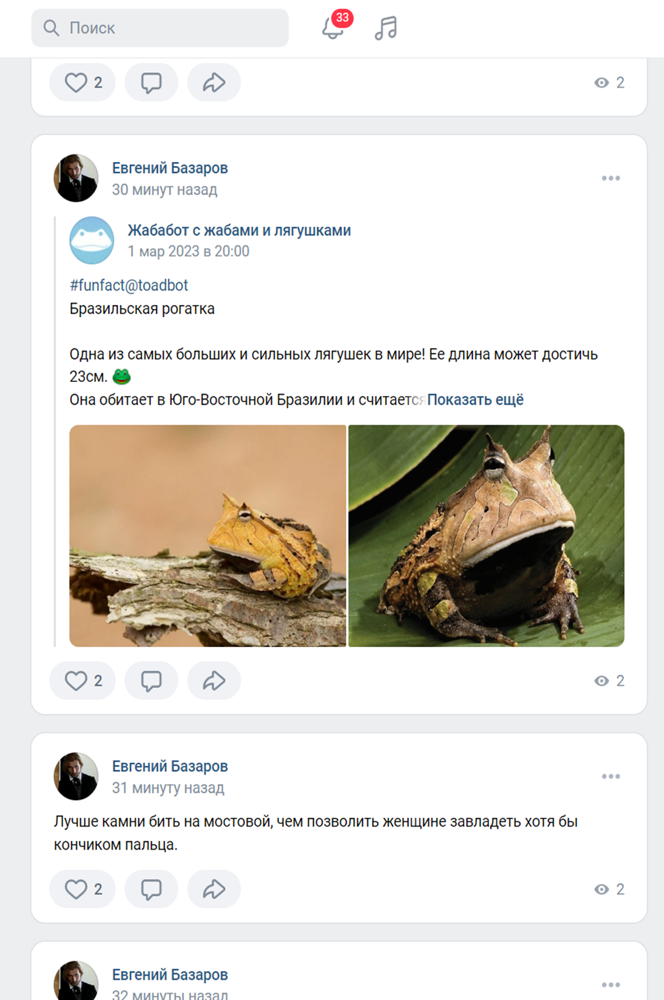 Поиск
33
2
2
Евгений Базаров
30 минут назад
Жабабот с жабами и лягушками
1 мар 2023 в 20:00
#funfact@toadbot
Бразильская рогатка
Одна из самых больших и сильных лягушек в мире! Ее длина может достичь
23см. 🐸
Она обитает в Юго-Восточной Бразилии и считается Показать ещё
2
2
Евгений Базаров
31 минуту назад
Лучше камни бить на мостовой, чем позволить женщине завладеть хотя бы
кончиком пальца.
2
2
Евгений Базаров
32 минуты назад